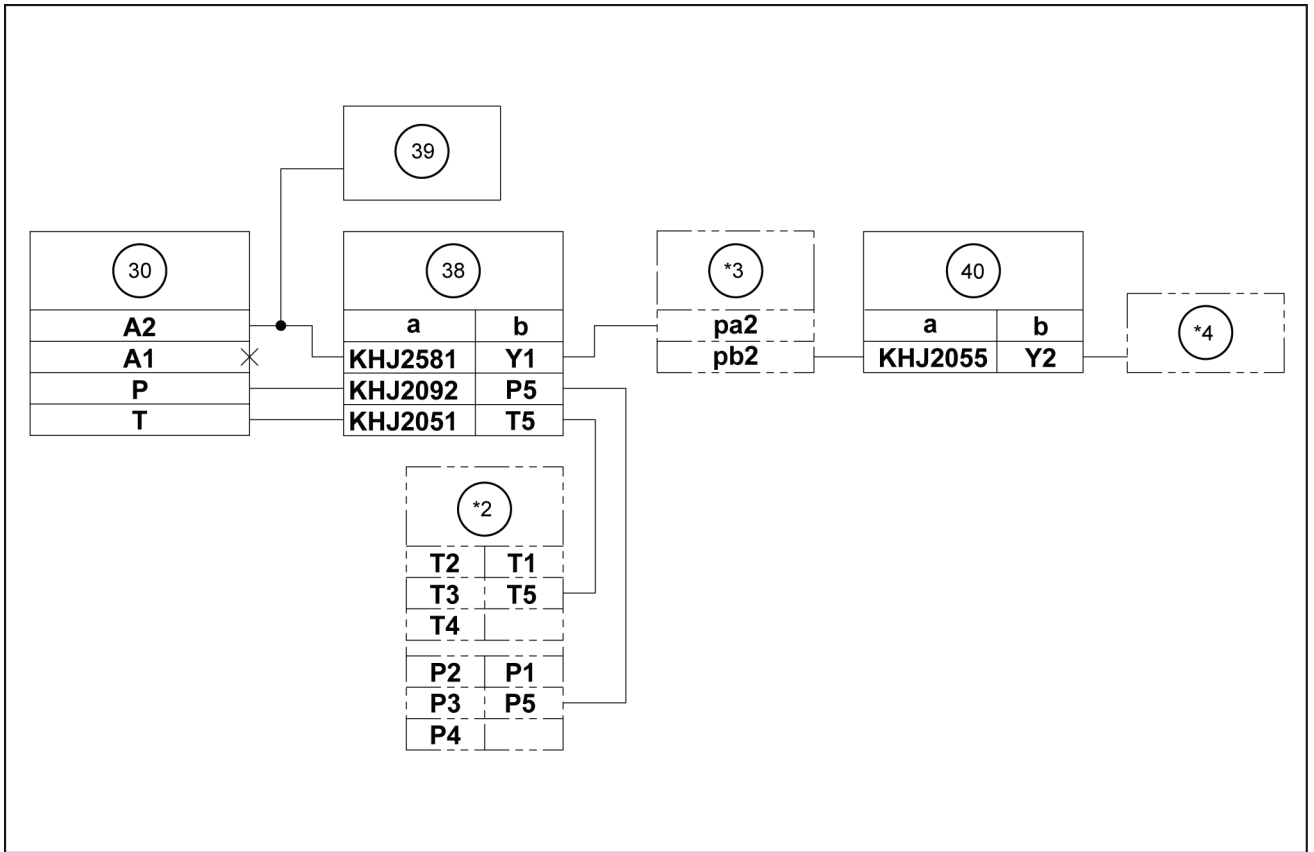 39
30
38
*3
40
*4
A2
a b
pa2
a b
A1
KHJ2581 Y1
pb2
KHJ2055 Y2
P
KHJ2092 P5
T
KHJ2051 T5
*2
T2 T1
T3 T5
T4
P2 P1
P3 P5
P4